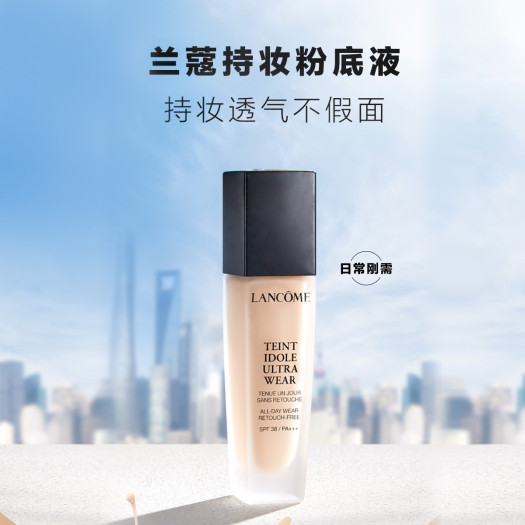 兰蔻持妆粉底液
持妆透气不假面
日常刚需
LANCÔME
TEINT
IDOLE
ULTRA
WEAR
TENUE UN JOUR
SANS RETOUCHE
ALL-DAY WEAR
RETOUCH-FREE
SPF 38 / PA+++